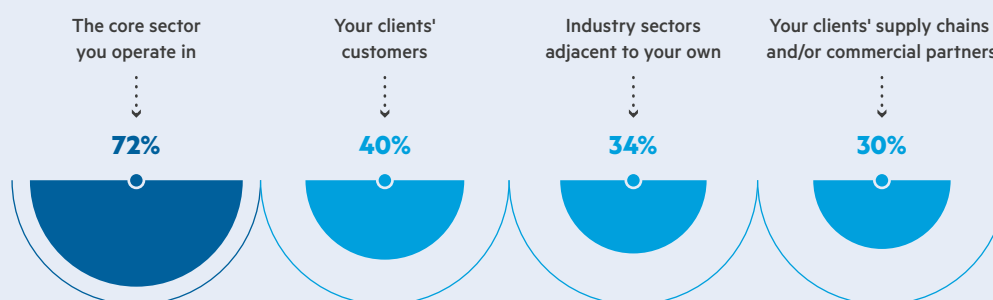 The core sector
you operate in
72%
Your clients'
customers
40%
Industry sectors
adjacent to your own
34%
Your clients' supply chains
and/or commercial partners
30%